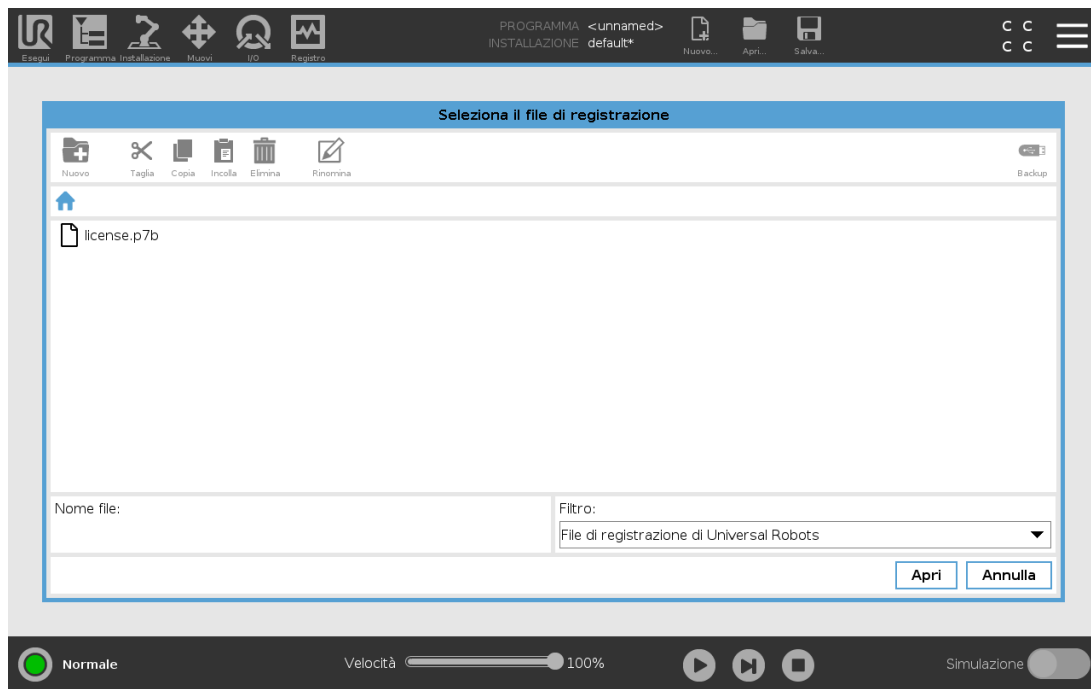 UR PROGRAMMA <unnamed> C C
INSTALLAZIONE default* C C
Esegui Programma Installazione Muovi I/O Registro Nuovo... Apri... Salva...
Seleziona il file di registrazione
Nuovo Taglia Copia Incolla Elimina Rinomina Backup
license.p7b
Nome file: Filtro:
File di registrazione di Universal Robots
Apri Annulla
Normale Velocità 100% Simulazione